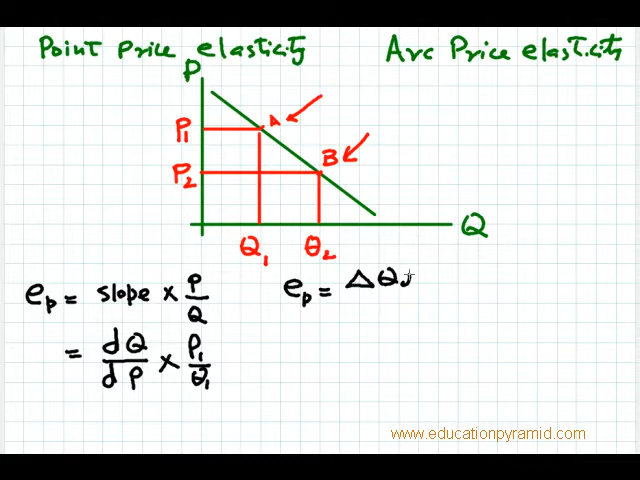 Point price elasticity
Arc Price elasticity
P
P1
A
P2
B
Q
Q1
Q2
ep = slope × P/Q
= dQ/dP × P1/Q1
ep = ΔQ
www.educationpyramid.com